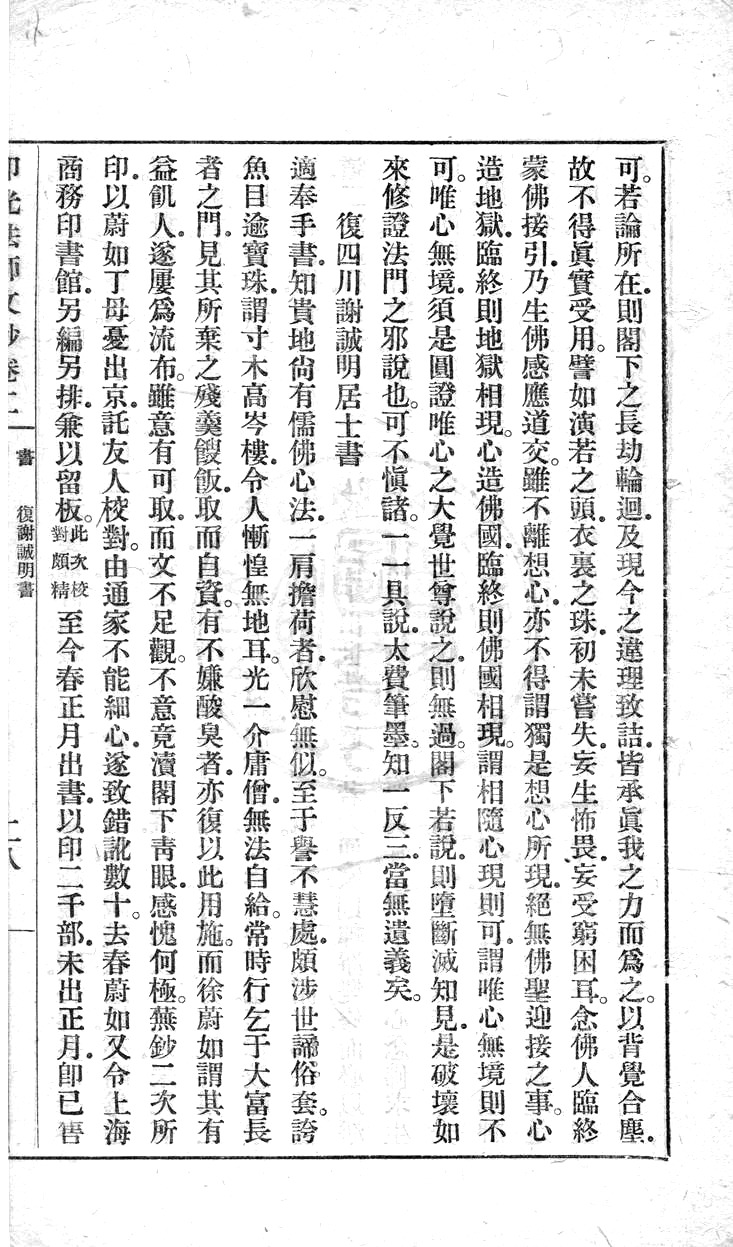 可。若論所在。則閣下之長劫輪迴。及現今之違理致詰。皆承眞我之力而爲之。以背覺合塵。
故不得眞實受用。譬如演若之頭。衣裏之珠。初未嘗失。妄生怖畏。妄受窮困耳。念佛人臨終
蒙佛接引。乃生佛感應道交。雖不離想心。亦不得謂獨是想心所現。絕無佛聖迎接之事。心
造地獄。臨終則地獄相現。心造佛國。臨終則佛國相現。謂相隨心現則可。謂唯心無境則不
可。唯心無境。須是圓證唯心之大覺世尊說之。則無過。閣下若說。則墮斷滅知見。是破壞如
來修證法門之邪說也。可不愼諸。一一具說。太費筆墨。知一反三。當無遺義矣。
復四川謝誠明居士書
適奉手書。知貴地尙有儒佛心法。一肩擔荷者。欣慰無似。至于譽不慧處。頗涉世諦俗套。誇
魚目逾寶珠。謂寸木高岑樓。令人慚惶無地耳。光一介庸僧。無法自給。常時行乞于大富長
者之門。見其所棄之殘羹餿飯。取而自資。有不嫌酸臭者。亦復以此用施。而徐蔚如謂其有
益飢人。遂屢爲流布。雖意有可取。而文不足觀。不意竟瀆閣下靑眼。感愧何極。蕪鈔二次所
印。以蔚如丁母憂出京。託友人校對。由通家不能細心。遂致錯訛數十。去春蔚如又令上海
商務印書館。另編另排。兼以留板。此次校對頗精至今春正月出書。以印二千部。未出正月。卽已售
印光法師文鈔卷二 書 復謝誠明書 二八